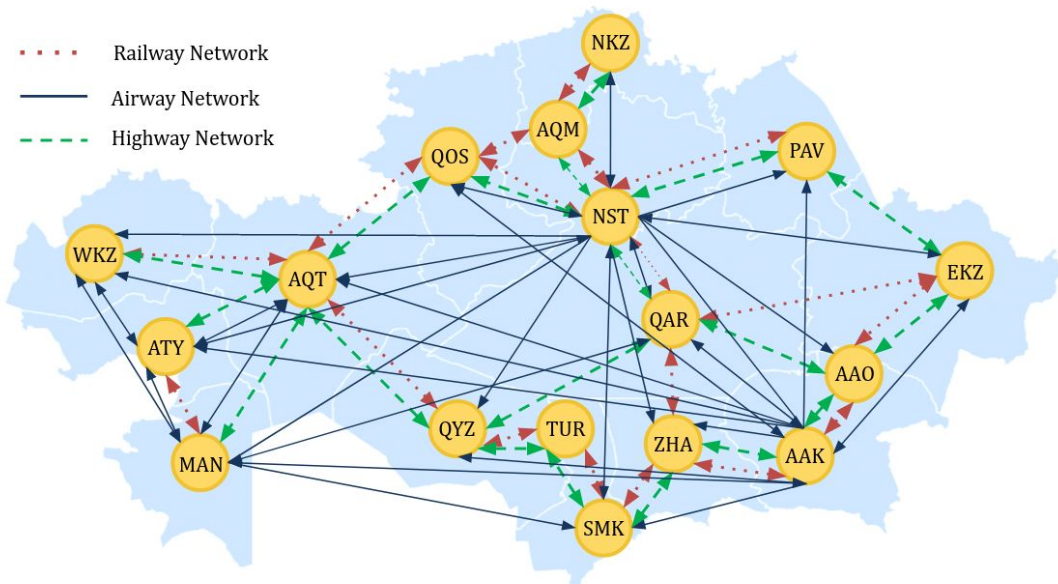 Railway Network
Airway Network
Highway Network
NKZ
AQM
PAV
QOS
NST
WKZ
AQT
EKZ
QAR
ATY
AAO
QYZ
TUR
ZHA
AAK
MAN
SMK